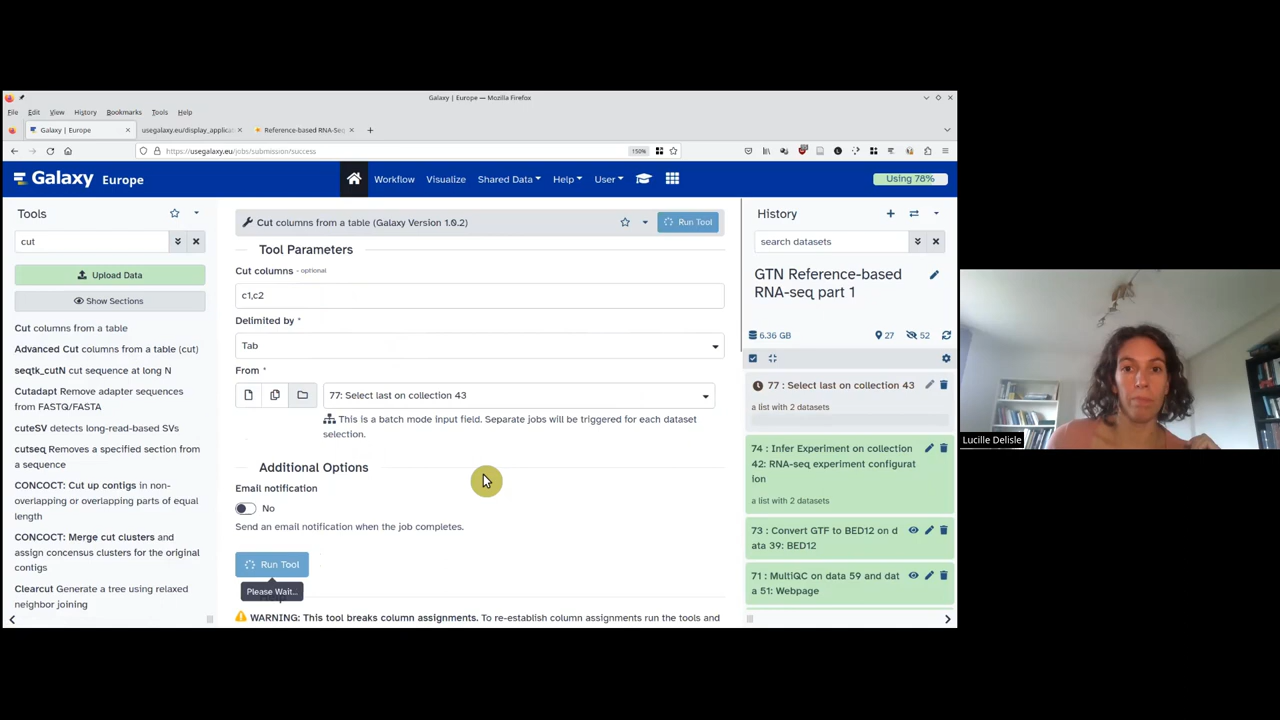 Galaxy | Europe — Mozilla Firefox
File Edit View History Bookmarks Tools Help
Galaxy | Europe
usegalaxy.eu/display_applicat
Reference-based RNA-Seq
https://usegalaxy.eu/jobs/submission/success
150%
Galaxy Europe
Workflow
Visualize
Shared Data
Help
User
Using 78%
Tools
cut
Upload Data
Show Sections
Cut columns from a table
Advanced Cut columns from a table (cut)
seqtk_cutN cut sequence at long N
Cutadapt Remove adapter sequences
from FASTQ/FASTA
cuteSV detects long-read-based SVs
cutseq Removes a specified section from
a sequence
CONCOCT: Cut up contigs in non-
overlapping or overlapping parts of equal
length
CONCOCT: Merge cut clusters and
assign concensus clusters for the original
contigs
Clearcut Generate a tree using relaxed
neighbor joining
Cut columns from a table (Galaxy Version 1.0.2)
Run Tool
Tool Parameters
Cut columns - optional
c1,c2
Delimited by *
Tab
From *
77: Select last on collection 43
This is a batch mode input field. Separate jobs will be triggered for each dataset
selection.
Additional Options
Email notification
No
Send an email notification when the job completes.
Run Tool
Please Wait...
WARNING: This tool breaks column assignments. To re-establish column assignments run the tools and
History
search datasets
GTN Reference-based
RNA-seq part 1
6.36 GB
27
52
77 : Select last on collection 43
a list with 2 datasets
74 : Infer Experiment on collection
42: RNA-seq experiment configurat
ion
a list with 2 datasets
73 : Convert GTF to BED12 on d
ata 39: BED12
71 : MultiQC on data 59 and dat
a 51: Webpage
Lucille Delisle